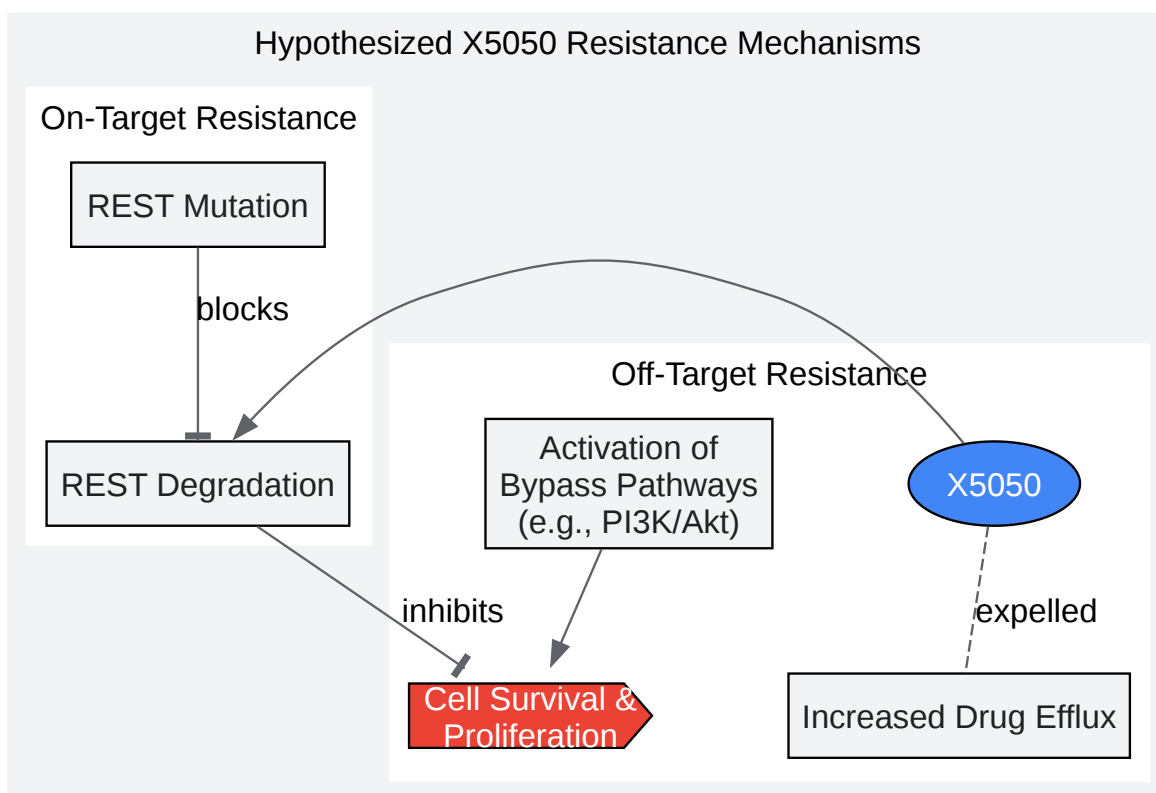 Hypothesized X5050 Resistance Mechanisms
On-Target Resistance
REST Mutation
blocks
REST Degradation
Off-Target Resistance
Activation of
Bypass Pathways
(e.g., PI3K/Akt)
X5050
inhibits
expelled
Cell Survival &
Proliferation
Increased Drug Efflux